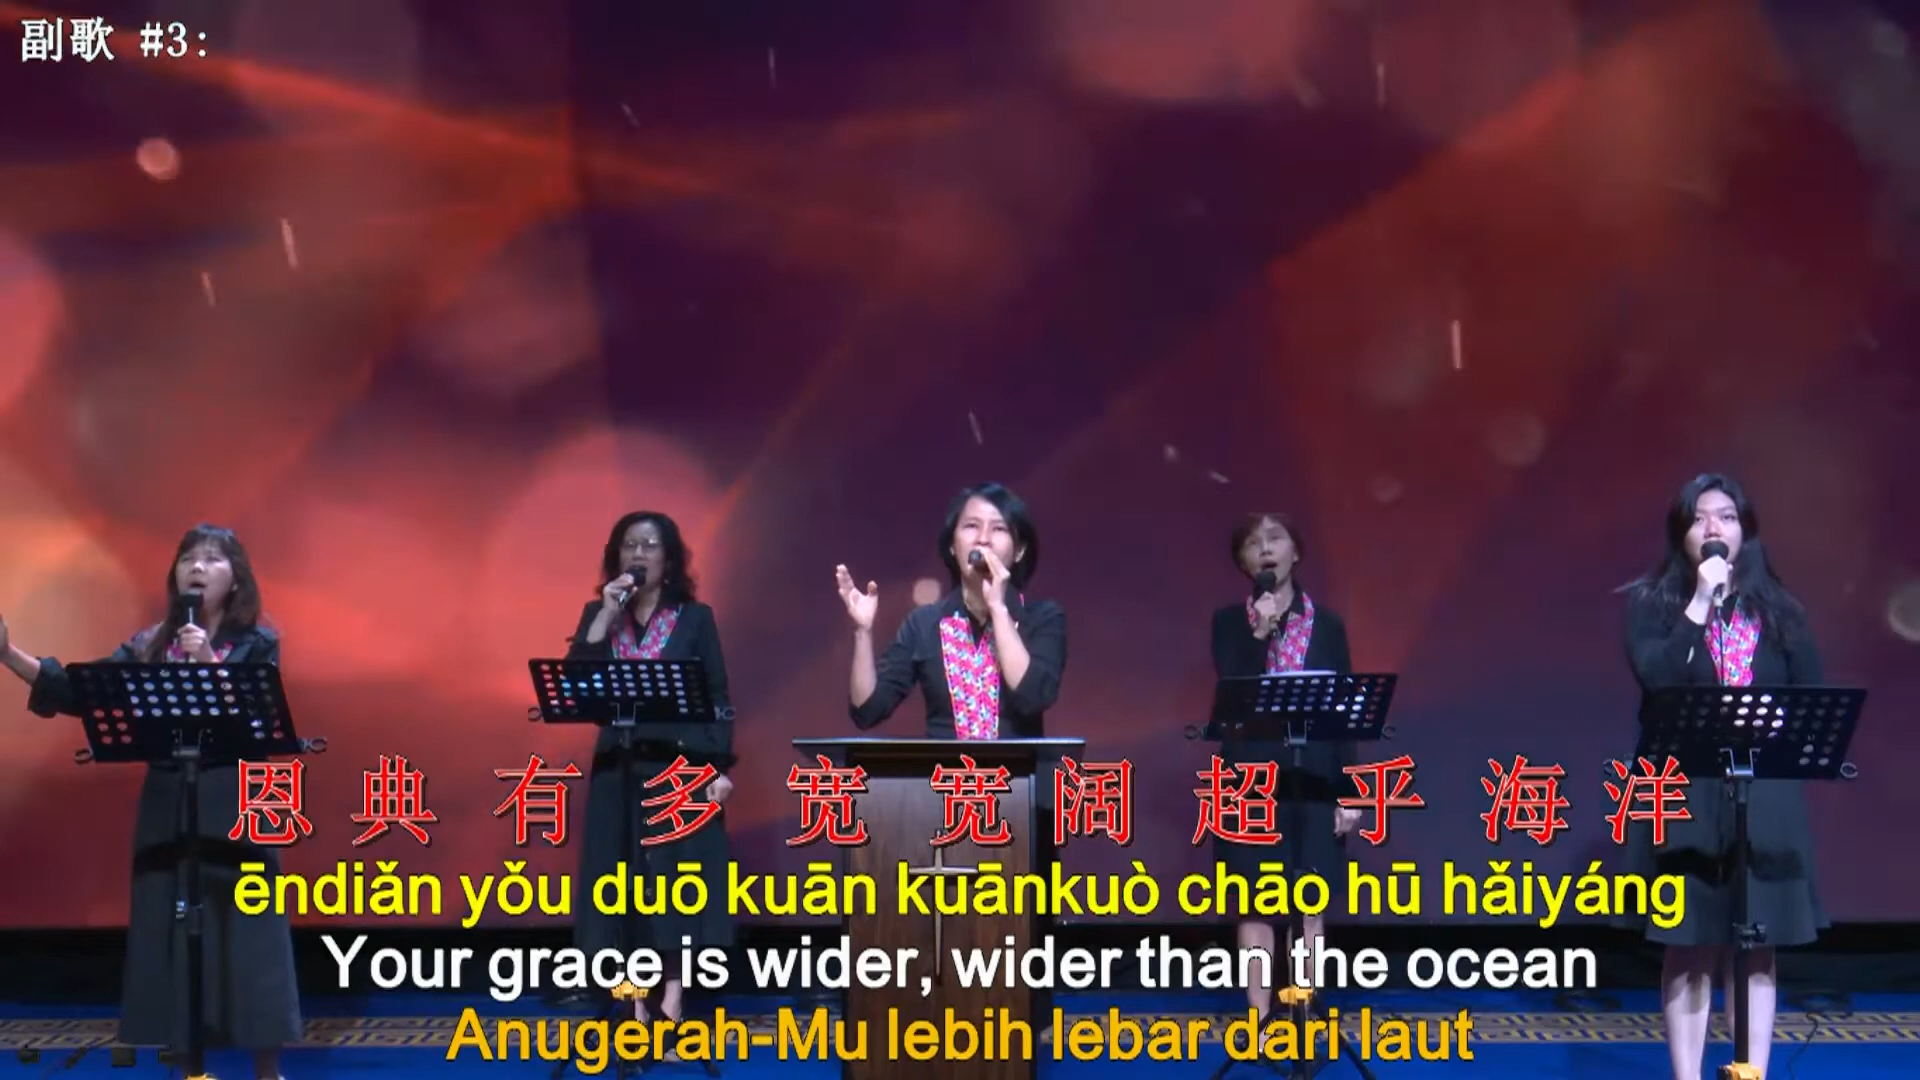 副歌 #3:
恩典有多宽宽阔超乎海洋
ēndiǎn yǒu duō kuān kuānkuò chāo hū hǎiyáng
Your grace is wider, wider than the ocean
Anugerah-Mu lebih lebar dari laut